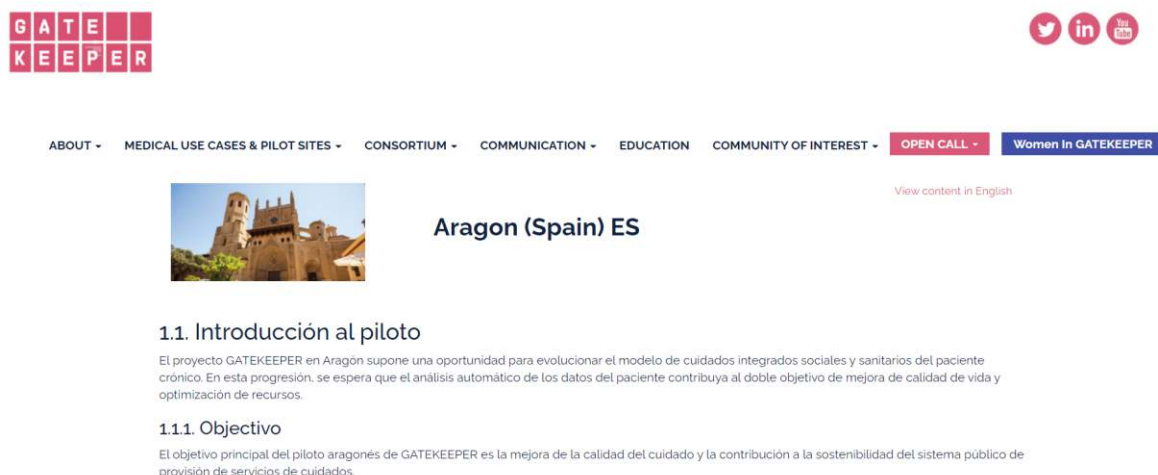 GATE
KEEPER
You
Tube
ABOUT MEDICAL USE CASES & PILOT SITES CONSORTIUM COMMUNICATION EDUCATION COMMUNITY OF INTEREST OPEN CALL Women In GATEKEEPER
View content in English
Aragon (Spain) ES
1.1. Introducción al piloto
El proyecto GATEKEEPER en Aragón supone una oportunidad para evolucionar el modelo de cuidados integrados sociales y sanitarios del paciente
crónico. En esta progresión, se espera que el análisis automático de los datos del paciente contribuya al doble objetivo de mejora de calidad de vida y
optimización de recursos.
1.1.1. Objectivo
El objetivo principal del piloto aragonés de GATEKEEPER es la mejora de la calidad del cuidado y la contribución a la sostenibilidad del sistema público de
provisión de servicios de cuidados.